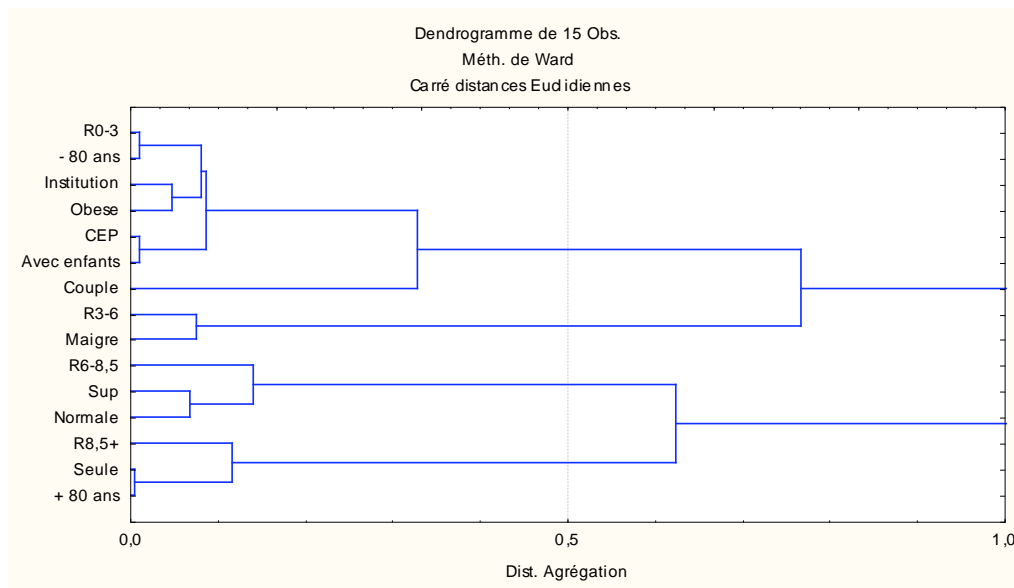 Dendrogramme de 15 Obs.
Méth. de Ward
Carré distances Euclidiennes
R0-3
- 80 ans
Institution
Obese
CEP
Avec enfants
Couple
R3-6
Maigre
R6-8,5
Sup
Normale
R8,5+
Seule
+ 80 ans
0,0
0,5
1,0
Dist. Agrégation